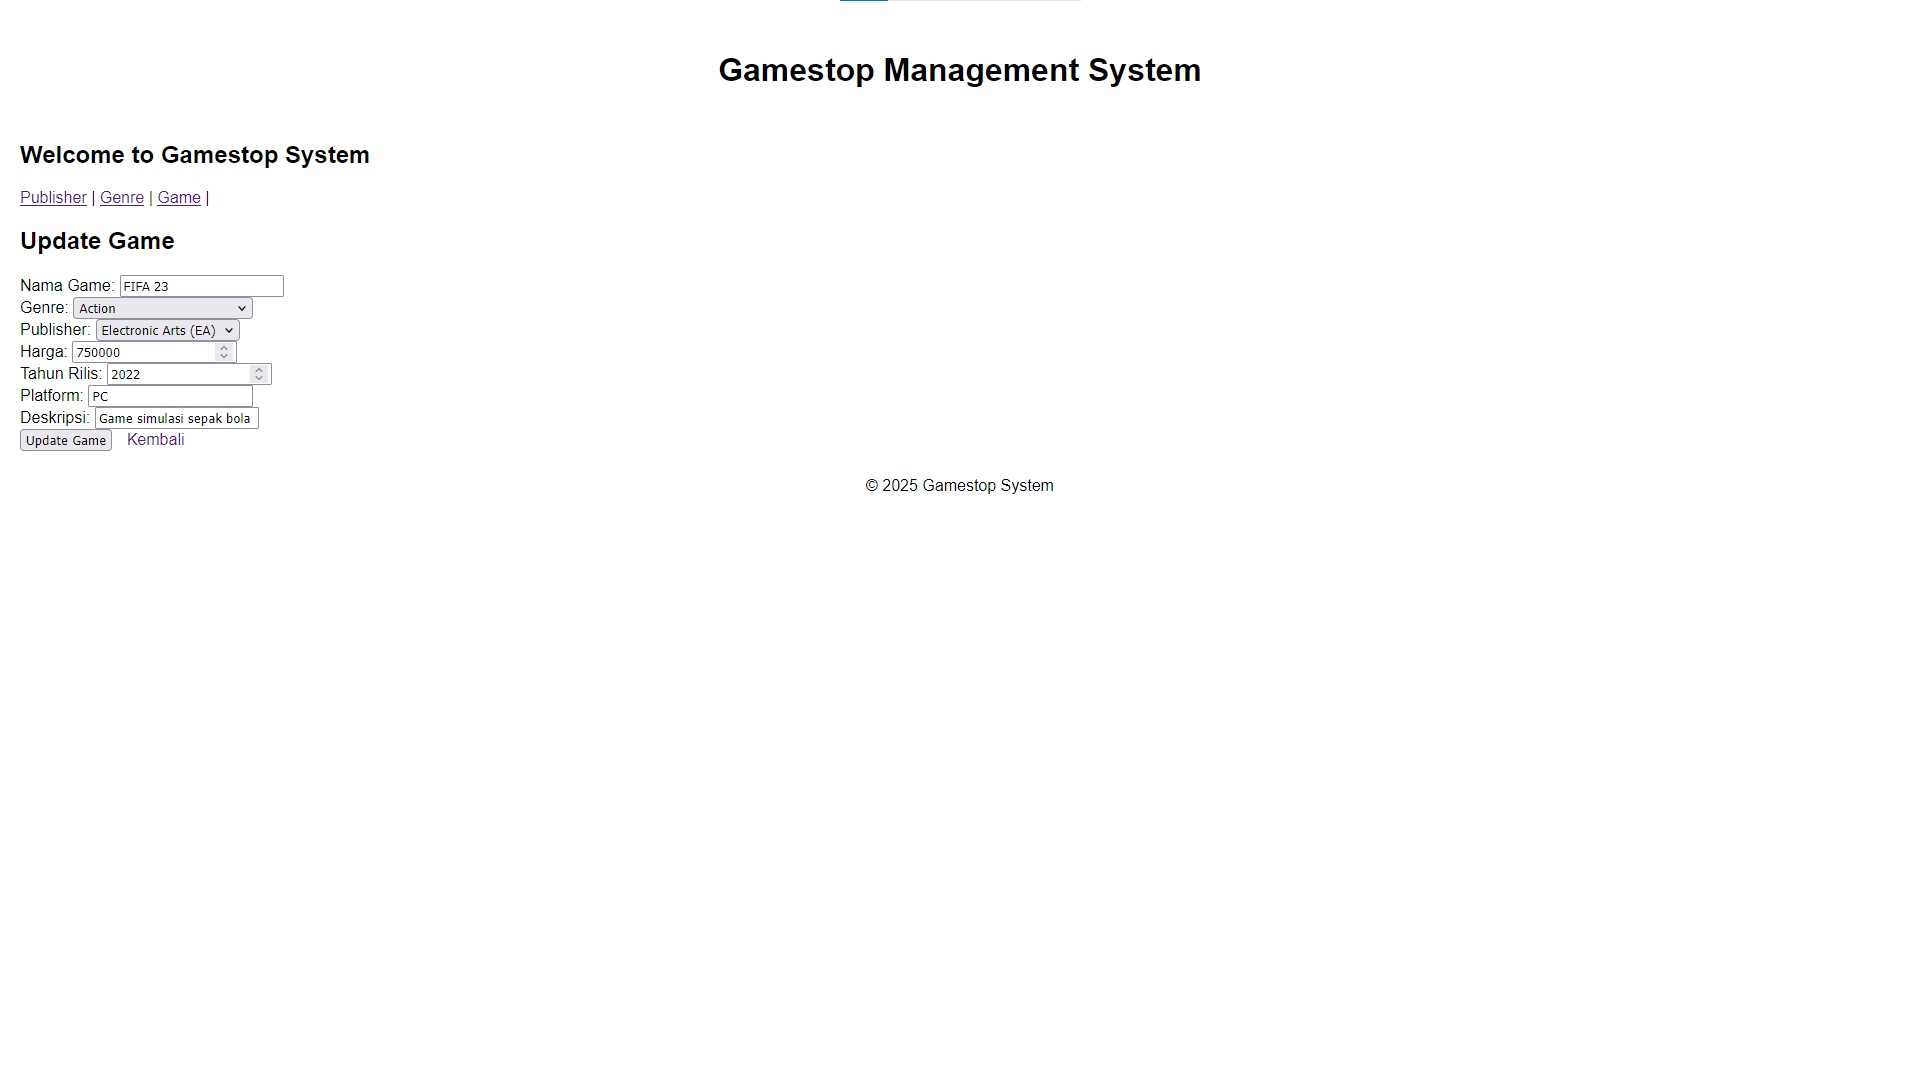 Gamestop Management System
Welcome to Gamestop System
Publisher | Genre | Game |
Update Game
Nama Game: FIFA 23
Genre: Action
Publisher: Electronic Arts (EA)
Harga: 750000
Tahun Rilis: 2022
Platform: PC
Deskripsi: Game simulasi sepak bola
Update Game Kembali
© 2025 Gamestop System